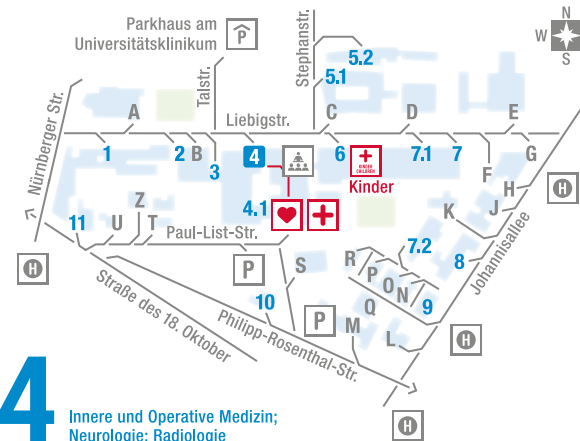 Parkhaus am
Universitätsklinikum
P
N
W
S
Stephanstr.
5.2
5.1
Talstr.
Nürnberger Str.
A
Liebigstr.
C
D
E
1
2
B
3
4
6
KINDER
CHILDREN
Kinder
7.1
7
F
G
H
H
4.1
J
K
Z
11
U
T
Paul-List-Str.
7.2
8
Johannisallee
H
P
S
R
P
O
N
9
Q
10
P
M
L
H
Straße des 18. Oktober
Philipp-Rosenthal-Str.
H
4
Innere und Operative Medizin;
Neurologie; Radiologie